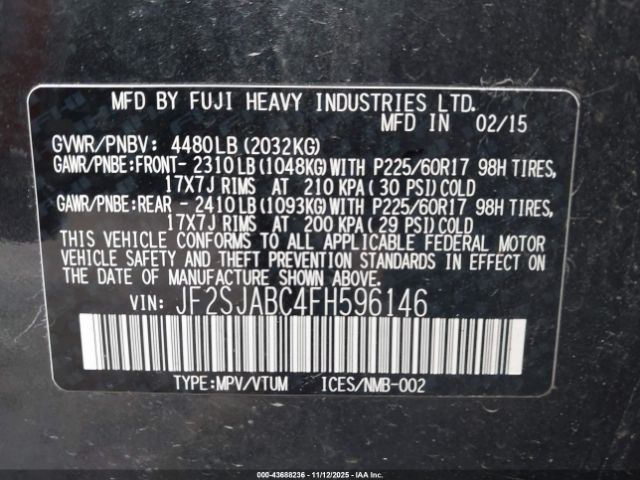 MFD BY FUJI HEAVY INDUSTRIES LTD.
MFD IN 02/15
GVWR/PNBV: 4480LB(2032KG)
GAWR/PNBE:FRONT- 2310LB(1048KG)WITH P225/60R17 98H TIRES,
17X7J RIMS AT 210 KPA( 30 PSI)COLD
GAWR/PNBE:REAR - 2410LB(1093KG)WITH P225/60R17 98H TIRES,
17X7J RIMS AT 200 KPA( 29 PSI)COLD
THIS VEHICLE CONFORMS TO ALL APPLICABLE FEDERAL MOTOR
VEHICLE SAFETY AND THEFT PREVENTION STANDARDS IN EFFECT ON
THE DATE OF MANUFACTURE SHOWN ABOVE.
VIN: JF2SJABC4FH596146
TYPE:MPV/VTUM ICES/NMB-002
000-43688236 - 11/12/2025 - IAAI.COM